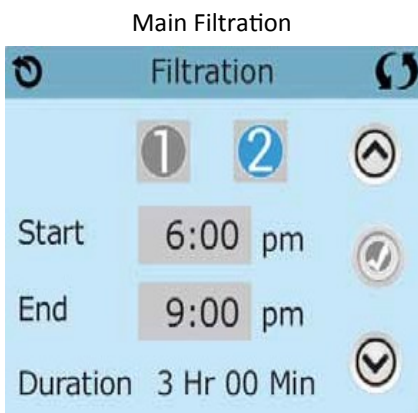 Main Filtration
Filtration
1 2
Start 6:00 pm
End 9:00 pm
Duration 3 Hr 00 Min